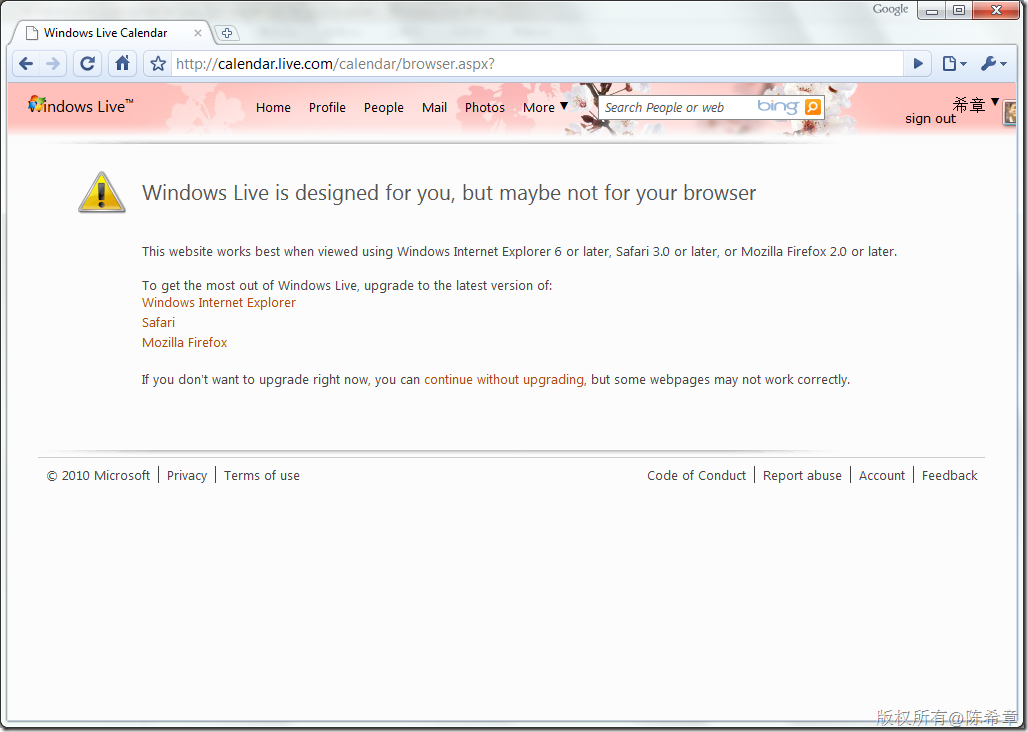 Google
Windows Live Calendar
http://calendar.live.com/calendar/browser.aspx?
Windows Live™
Home Profile People Mail Photos More Search People or web bing 希章
sign out
Windows Live is designed for you, but maybe not for your browser
This website works best when viewed using Windows Internet Explorer 6 or later, Safari 3.0 or later, or Mozilla Firefox 2.0 or later.
To get the most out of Windows Live, upgrade to the latest version of:
Windows Internet Explorer
Safari
Mozilla Firefox
If you don't want to upgrade right now, you can continue without upgrading, but some webpages may not work correctly.
© 2010 Microsoft Privacy Terms of use Code of Conduct Report abuse Account Feedback
版权所有@陈希章